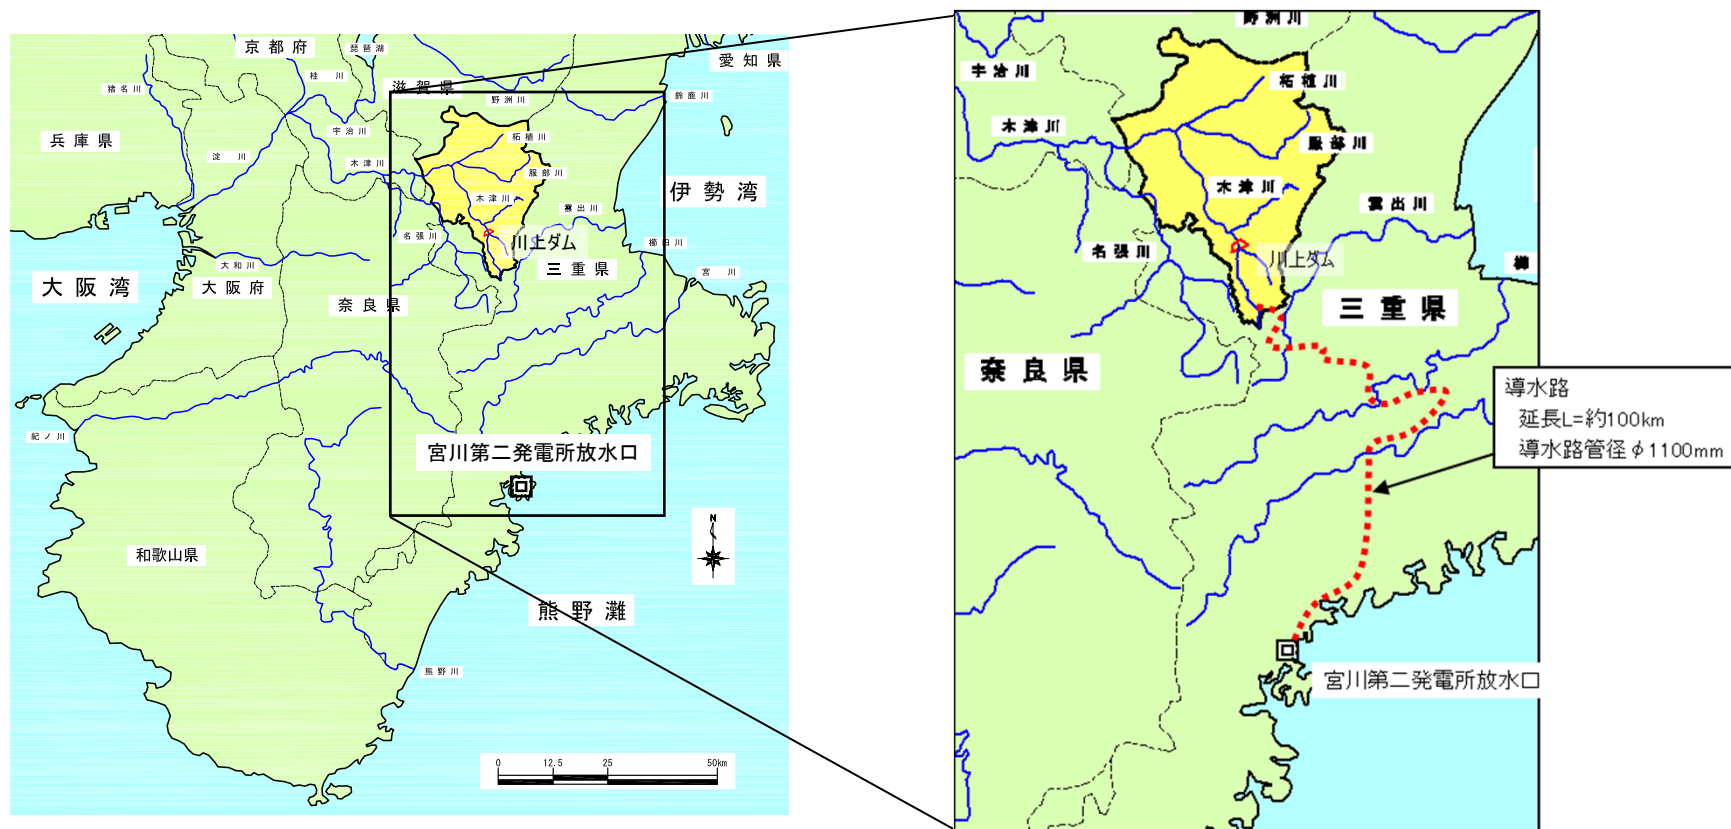 京都府
琵琶湖
愛知県
桂川
滋賀県
猪名川
野洲川
鈴鹿川
宇治川
兵庫県
柘植川
淀川
木津川
服部川
伊勢湾
木津川
雲出川
名張川
川上ダム
櫛田川
大和川
三重県
宮川
大阪湾
大阪府
奈良県
紀ノ川
宮川第二発電所放水口
N
和歌山県
熊野灘
熊野川
0 12.5 25 50km
野洲川
宇治川
柘植川
木津川
服部川
木津川
雲出川
名張川
川上ダム
櫛
三重県
奈良県
導水路
延長L=約100km
導水路管径φ1100mm
宮川第二発電所放水口